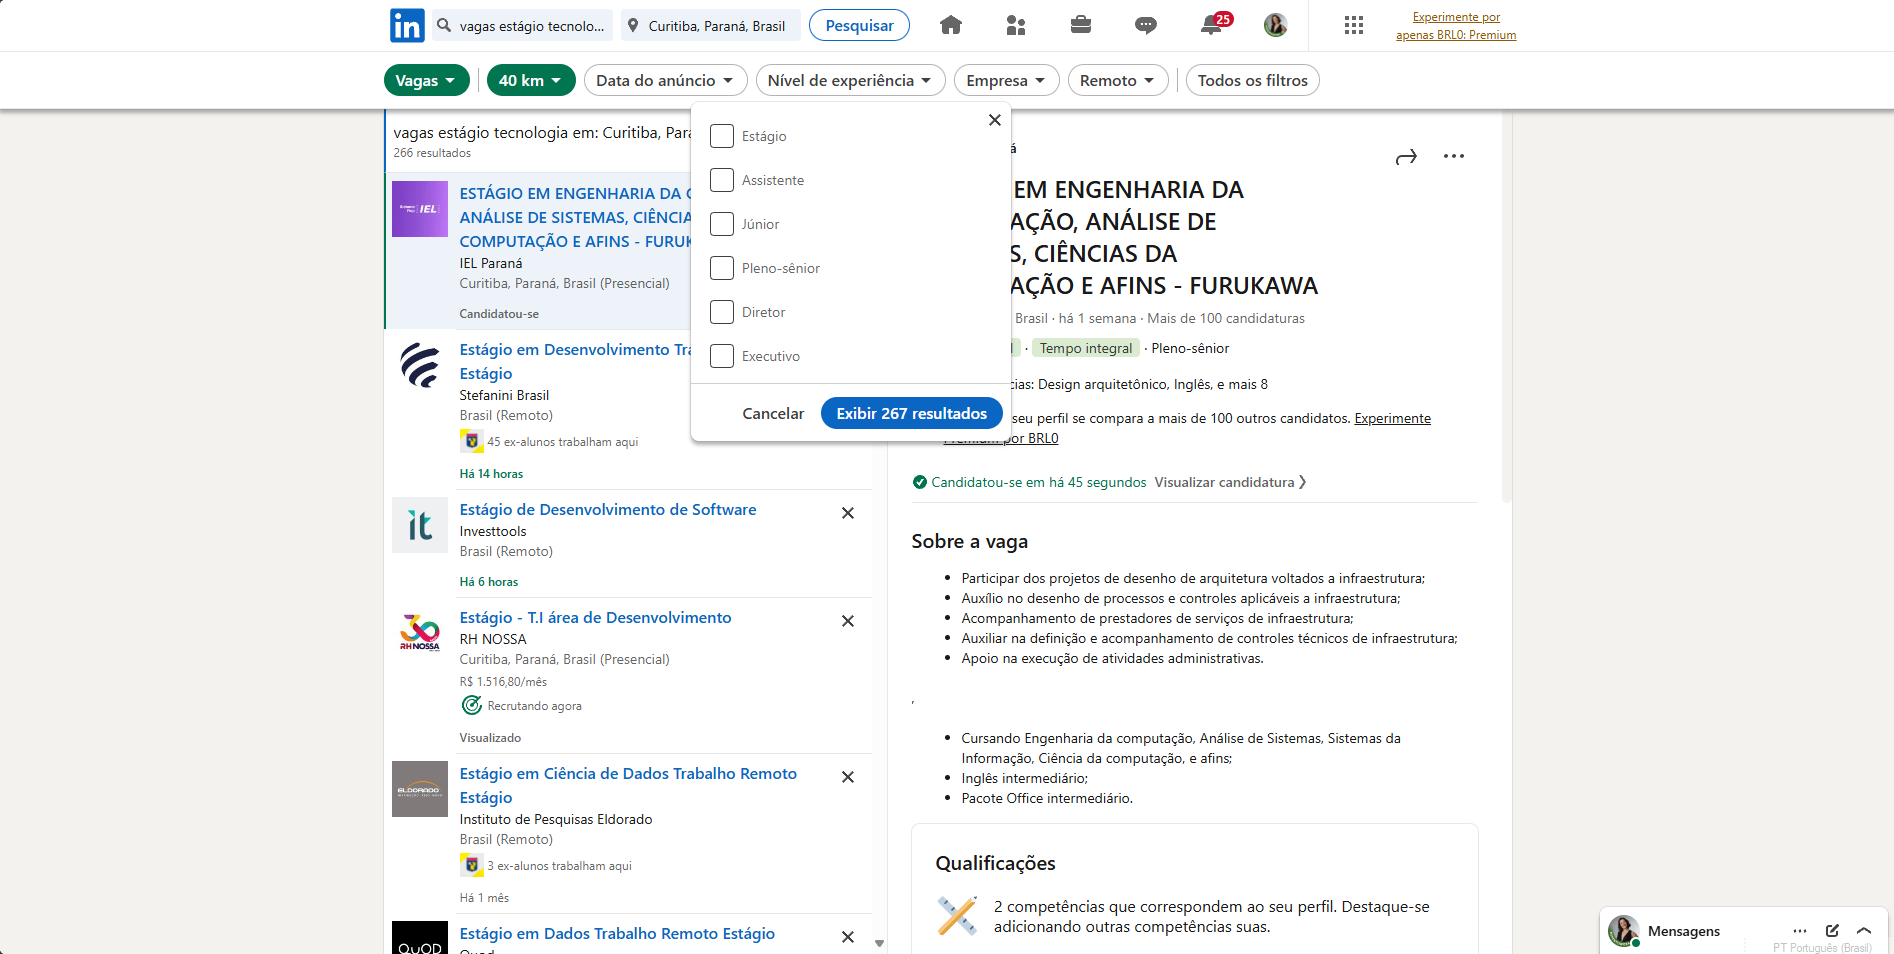 in
vagas estágio tecnolo...
Curitiba, Paraná, Brasil
Pesquisar
25
Experimente por
apenas BRL0: Premium
Vagas
40 km
Data do anúncio
Nível de experiência
Empresa
Remoto
Todos os filtros
vagas estágio tecnologia em: Curitiba, Para
266 resultados
IEL
ESTÁGIO EM ENGENHARIA DA C
ANÁLISE DE SISTEMAS, CIÊNCIA
COMPUTAÇÃO E AFINS - FURUK
IEL Paraná
Curitiba, Paraná, Brasil (Presencial)
Candidatou-se
Estágio em Desenvolvimento Tra
Estágio
Stefanini Brasil
Brasil (Remoto)
45 ex-alunos trabalham aqui
Há 14 horas
it
Estágio de Desenvolvimento de Software
Investtools
Brasil (Remoto)
Há 6 horas
30
RH NOSSA
Estágio - T.I área de Desenvolvimento
RH NOSSA
Curitiba, Paraná, Brasil (Presencial)
R$ 1.516,80/mês
Recrutando agora
Visualizado
ELDORADO
Estágio em Ciência de Dados Trabalho Remoto
Estágio
Instituto de Pesquisas Eldorado
Brasil (Remoto)
3 ex-alunos trabalham aqui
Há 1 mês
QuOD
Estágio em Dados Trabalho Remoto Estágio
Quod
Estágio
Assistente
Júnior
Pleno-sênior
Diretor
Executivo
Cancelar
Exibir 267 resultados
á
EM ENGENHARIA DA
AÇÃO, ANÁLISE DE
S, CIÊNCIAS DA
AÇÃO E AFINS - FURUKAWA
Brasil · há 1 semana · Mais de 100 candidaturas
l · Tempo integral · Pleno-sênior
cias: Design arquitetônico, Inglês, e mais 8
seu perfil se compara a mais de 100 outros candidatos. Experimente
Premium por BRL0
Candidatou-se em há 45 segundos Visualizar candidatura
Sobre a vaga
• Participar dos projetos de desenho de arquitetura voltados a infraestrutura;
• Auxílio no desenho de processos e controles aplicáveis a infraestrutura;
• Acompanhamento de prestadores de serviços de infraestrutura;
• Auxiliar na definição e acompanhamento de controles técnicos de infraestrutura;
• Apoio na execução de atividades administrativas.
,
• Cursando Engenharia da computação, Análise de Sistemas, Sistemas da
Informação, Ciência da computação, e afins;
• Inglês intermediário;
• Pacote Office intermediário.
Qualificações
2 competências que correspondem ao seu perfil. Destaque-se
adicionando outras competências suas.
Mensagens
PT Português (Brasil)